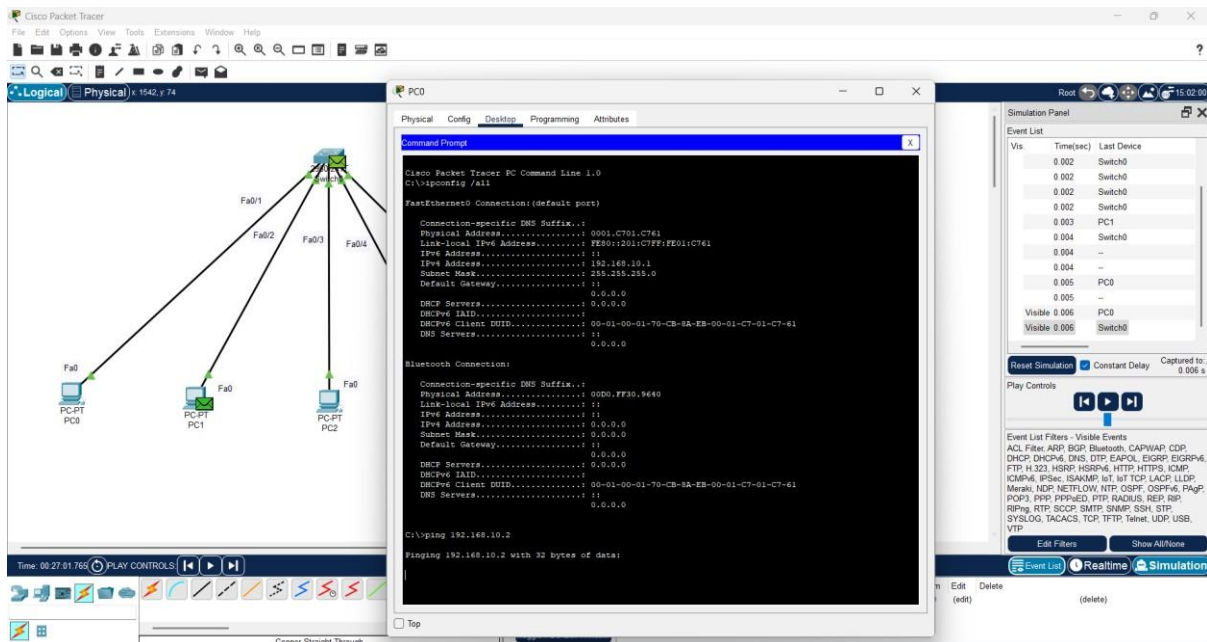 Cisco Packet Tracer
File Edit Options View Tools Extensions Window Help
?
Logical Physical x: 1542, y: 74
Root 15:02:00
PC0
Physical Config Desktop Programming Attributes
Command Prompt X
Cisco Packet Tracer PC Command Line 1.0
C:\>ipconfig /all
FastEthernet0 Connection:(default port)
Connection-specific DNS Suffix..:
Physical Address................: 0001.C701.C761
Link-local IPv6 Address.........: FE80::201:C7FF:FE01:C761
IPv6 Address....................: ::
IPv4 Address....................: 192.168.10.1
Subnet Mask.....................: 255.255.255.0
Default Gateway.................: ::
0.0.0.0
DHCP Servers....................: 0.0.0.0
DHCPv6 IAID.....................:
DHCPv6 Client DUID..............: 00-01-00-01-70-CB-8A-EB-00-01-C7-01-C7-61
DNS Servers.....................: ::
0.0.0.0
Bluetooth Connection:
Connection-specific DNS Suffix..:
Physical Address................: 00D0.FF30.9640
Link-local IPv6 Address.........: ::
IPv6 Address....................: ::
IPv4 Address....................: 0.0.0.0
Subnet Mask.....................: 0.0.0.0
Default Gateway.................: ::
0.0.0.0
DHCP Servers....................: 0.0.0.0
DHCPv6 IAID.....................:
DHCPv6 Client DUID..............: 00-01-00-01-70-CB-8A-EB-00-01-C7-01-C7-61
DNS Servers.....................: ::
0.0.0.0
C:\>ping 192.168.10.2
Pinging 192.168.10.2 with 32 bytes of data:
Top
Fa0/1
Fa0/2
Fa0/3
Fa0/4
Fa0
PC-PT
PC0
Fa0
PC-PT
PC1
Fa0
PC-PT
PC2
Simulation Panel
Event List
Vis. Time(sec) Last Device
0.002 Switch0
0.002 Switch0
0.002 Switch0
0.002 Switch0
0.003 PC1
0.004 Switch0
0.004 --
0.004 --
0.005 PC0
0.005 --
Visible 0.006 PC0
Visible 0.006 Switch0
Reset Simulation Constant Delay Captured to:
0.006 s
Play Controls
Event List Filters - Visible Events
ACL Filter, ARP, BGP, Bluetooth, CAPWAP, CDP,
DHCP, DHCPv6, DNS, DTP, EAPOL, EIGRP, EIGRPv6,
FTP, H.323, HSRP, HSRPv6, HTTP, HTTPS, ICMP,
ICMPv6, IPSec, ISAKMP, IoT, IoT TCP, LACP, LLDP,
Meraki, NDP, NETFLOW, NTP, OSPF, OSPFv6, PAgP,
POP3, PPP, PPPoED, PTP, RADIUS, REP, RIP,
RIPng, RTP, SCCP, SMTP, SNMP, SSH, STP,
SYSLOG, TACACS, TCP, TFTP, Telnet, UDP, USB,
VTP
Edit Filters Show All/None
Event List Realtime Simulation
Time: 00:27:01.765 PLAY CONTROLS:
Edit Delete
(edit) (delete)
Copper Straight-Through